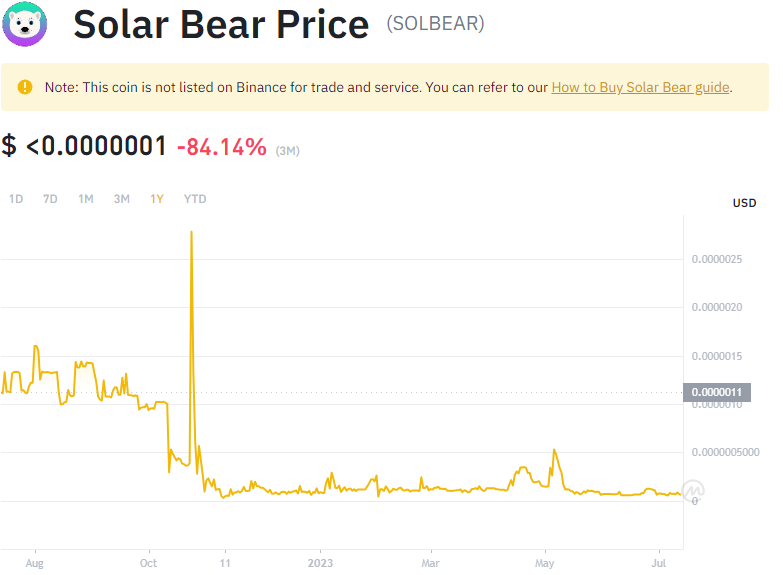 Solar Bear Price (SOLBEAR)
Note: This coin is not listed on Binance for trade and service. You can refer to our How to Buy Solar Bear guide.
$ <0.0000001 -84.14% (3M)
1D 7D 1M 3M 1Y YTD
USD
0.0000025
0.0000020
0.0000015
0.0000011
0.0000010
0.0000005000
0
Aug Oct 11 2023 Mar May Jul